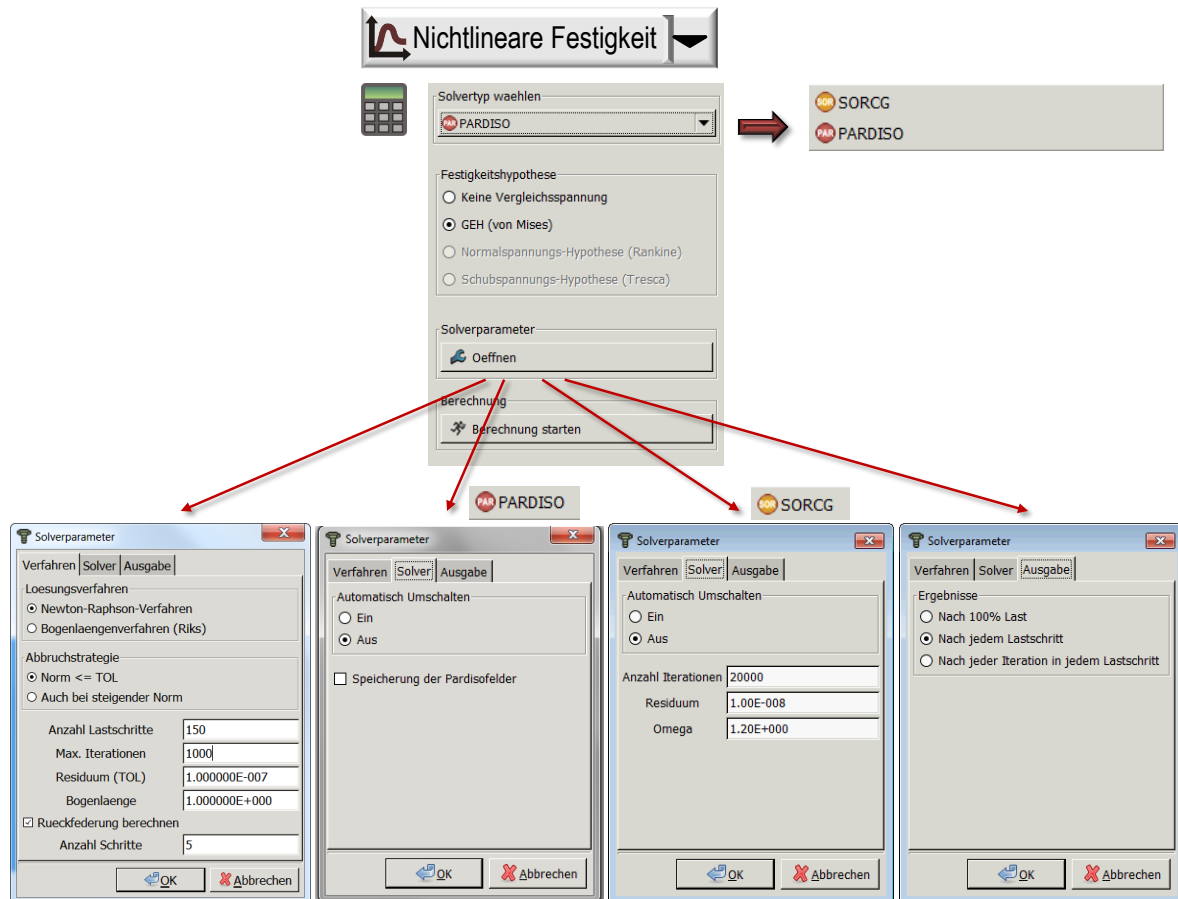 Nichtlineare Festigkeit
Solvertyp waehlen
PAR PARDISO
SOR SORCG
PAR PARDISO
Festigkeitshypothese
Keine Vergleichsspannung
GEH (von Mises)
Normalspannungs-Hypothese (Rankine)
Schubspannungs-Hypothese (Tresca)
Solverparameter
Oeffnen
Berechnung
Berechnung starten
PAR PARDISO
SOR SORCG
Solverparameter
Verfahren Solver Ausgabe
Loesungsverfahren
Newton-Raphson-Verfahren
Bogenlaengenverfahren (Riks)
Abbruchstrategie
Norm <= TOL
Auch bei steigender Norm
Anzahl Lastschritte 150
Max. Iterationen 1000
Residuum (TOL) 1.000000E-007
Bogenlaenge 1.000000E+000
Rueckfederung berechnen
Anzahl Schritte 5
OK Abbrechen
Solverparameter
Verfahren Solver Ausgabe
Automatisch Umschalten
Ein
Aus
Speicherung der Pardisofelder
OK Abbrechen
Solverparameter
Verfahren Solver Ausgabe
Automatisch Umschalten
Ein
Aus
Anzahl Iterationen 20000
Residuum 1.00E-008
Omega 1.20E+000
OK Abbrechen
Solverparameter
Verfahren Solver Ausgabe
Ergebnisse
Nach 100% Last
Nach jedem Lastschritt
Nach jeder Iteration in jedem Lastschritt
OK Abbrechen